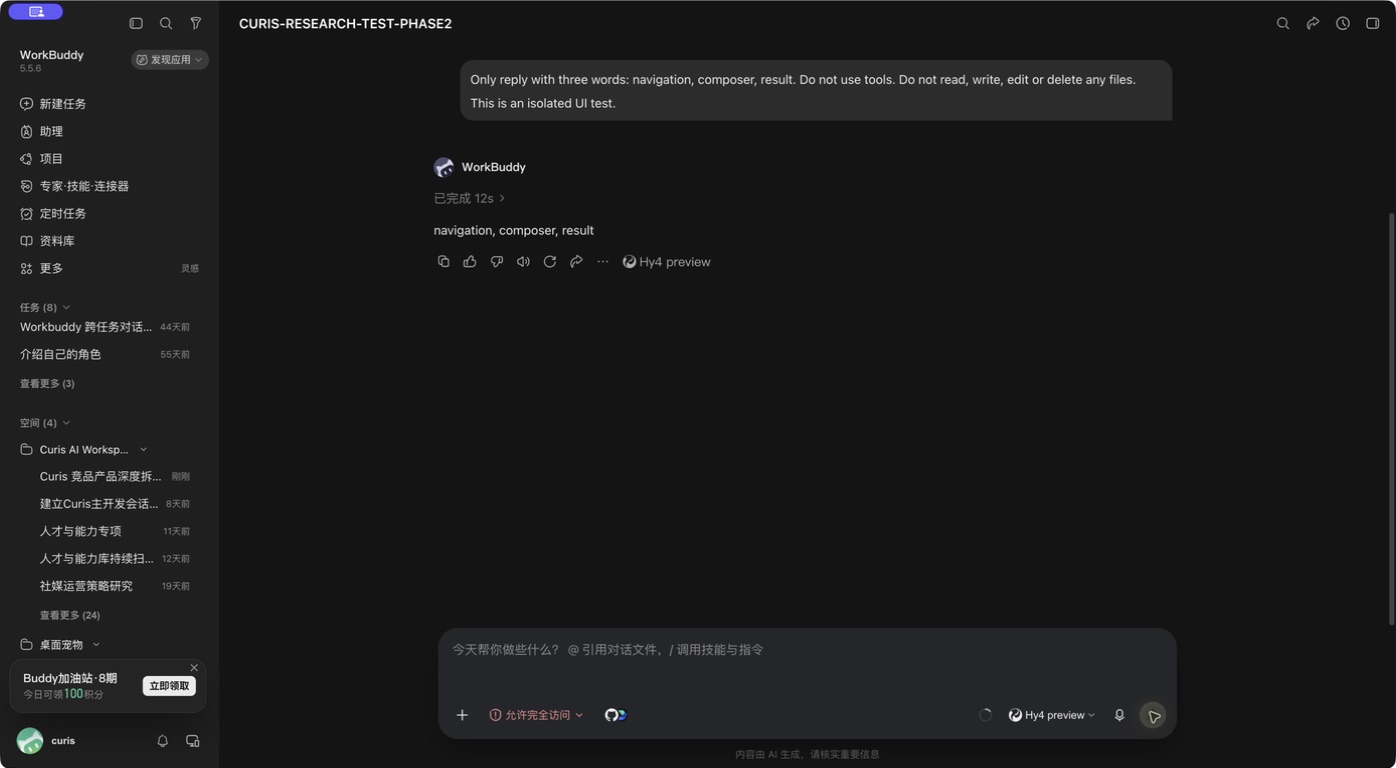 CURIS-RESEARCH-TEST-PHASE2
WorkBuddy
5.5.6
发现应用
新建任务
助理
项目
专家·技能·连接器
定时任务
资料库
更多
灵感
任务 (8)
Workbuddy 跨任务对话... 44天前
介绍自己的角色 55天前
查看更多 (3)
空间 (4)
Curis AI Worksp...
Curis 竞品产品深度拆... 刚刚
建立Curis主开发会话... 8天前
人才与能力专项 11天前
人才与能力库持续扫... 12天前
社媒运营策略研究 19天前
查看更多 (24)
桌面宠物
Buddy加油站·8期
今日可领100积分
立即领取
curis
Only reply with three words: navigation, composer, result. Do not use tools. Do not read, write, edit or delete any files.
This is an isolated UI test.
WorkBuddy
已完成 12s
navigation, composer, result
Hy4 preview
今天帮你做些什么? @ 引用对话文件, / 调用技能与指令
允许完全访问
Hy4 preview
内容由 AI 生成，请核实重要信息